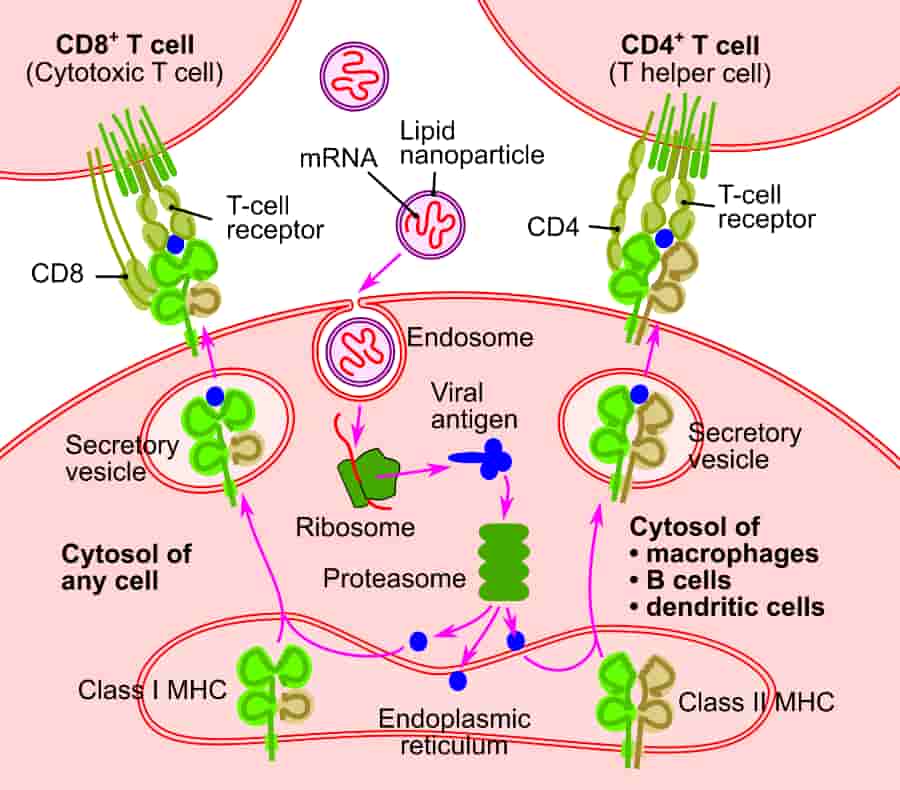 CD8⁺ T cell
(Cytotoxic T cell)
CD4⁺ T cell
(T helper cell)
Lipid
nanoparticle
mRNA
T-cell
receptor
CD8
T-cell
receptor
CD4
Endosome
Viral
antigen
Secretory
vesicle
Secretory
vesicle
Ribosome
Cytosol of
any cell
Cytosol of
• macrophages
• B cells
• dendritic cells
Proteasome
Class I MHC
Class II MHC
Endoplasmic
reticulum